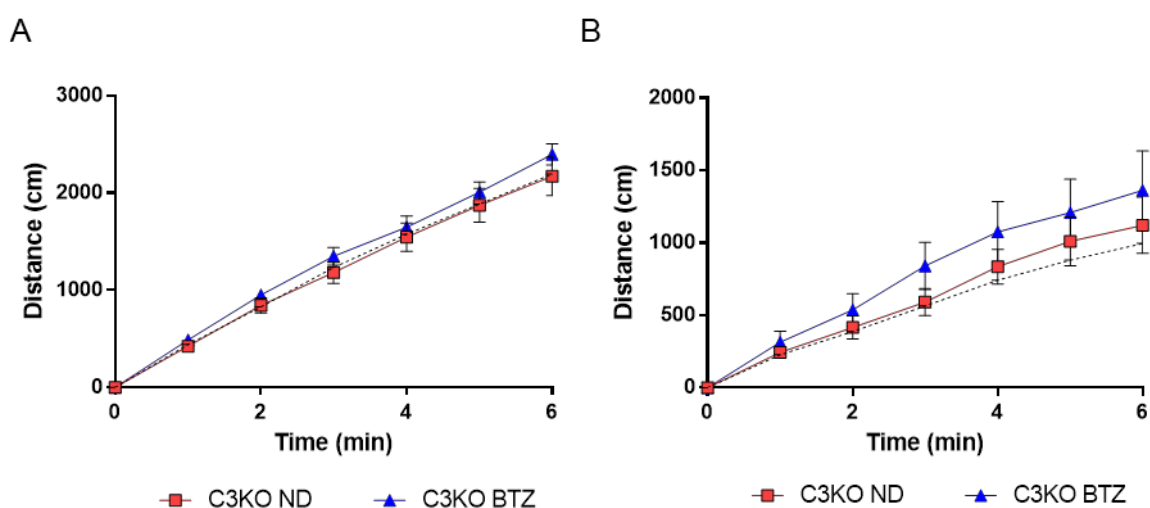 A
B
3000
2000
1000
0
Distance (cm)
0
2
4
6
Time (min)
C3KO ND
C3KO BTZ
2000
1500
1000
500
0
Distance (cm)
0
2
4
6
Time (min)
C3KO ND
C3KO BTZ